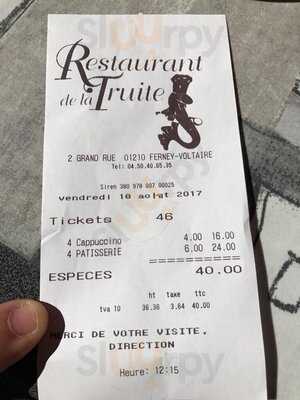 Restaurant
de la Truite
2 GRAND RUE 01210 FERNEY-VOLTAIRE
Tel: 04.50.40.65.35
Siren 380 978 007 00025
vendredi 18 ao t 2017
Tickets 46
4 Cappuccino 4.00 16.00
4 PATISSERIE 6.00 24.00
==========
ESPECES 40.00
ht taxe ttc
tva 10 36.36 3.64 40.00
MERCI DE VOTRE VISITE.
DIRECTION
Heure: 12:15